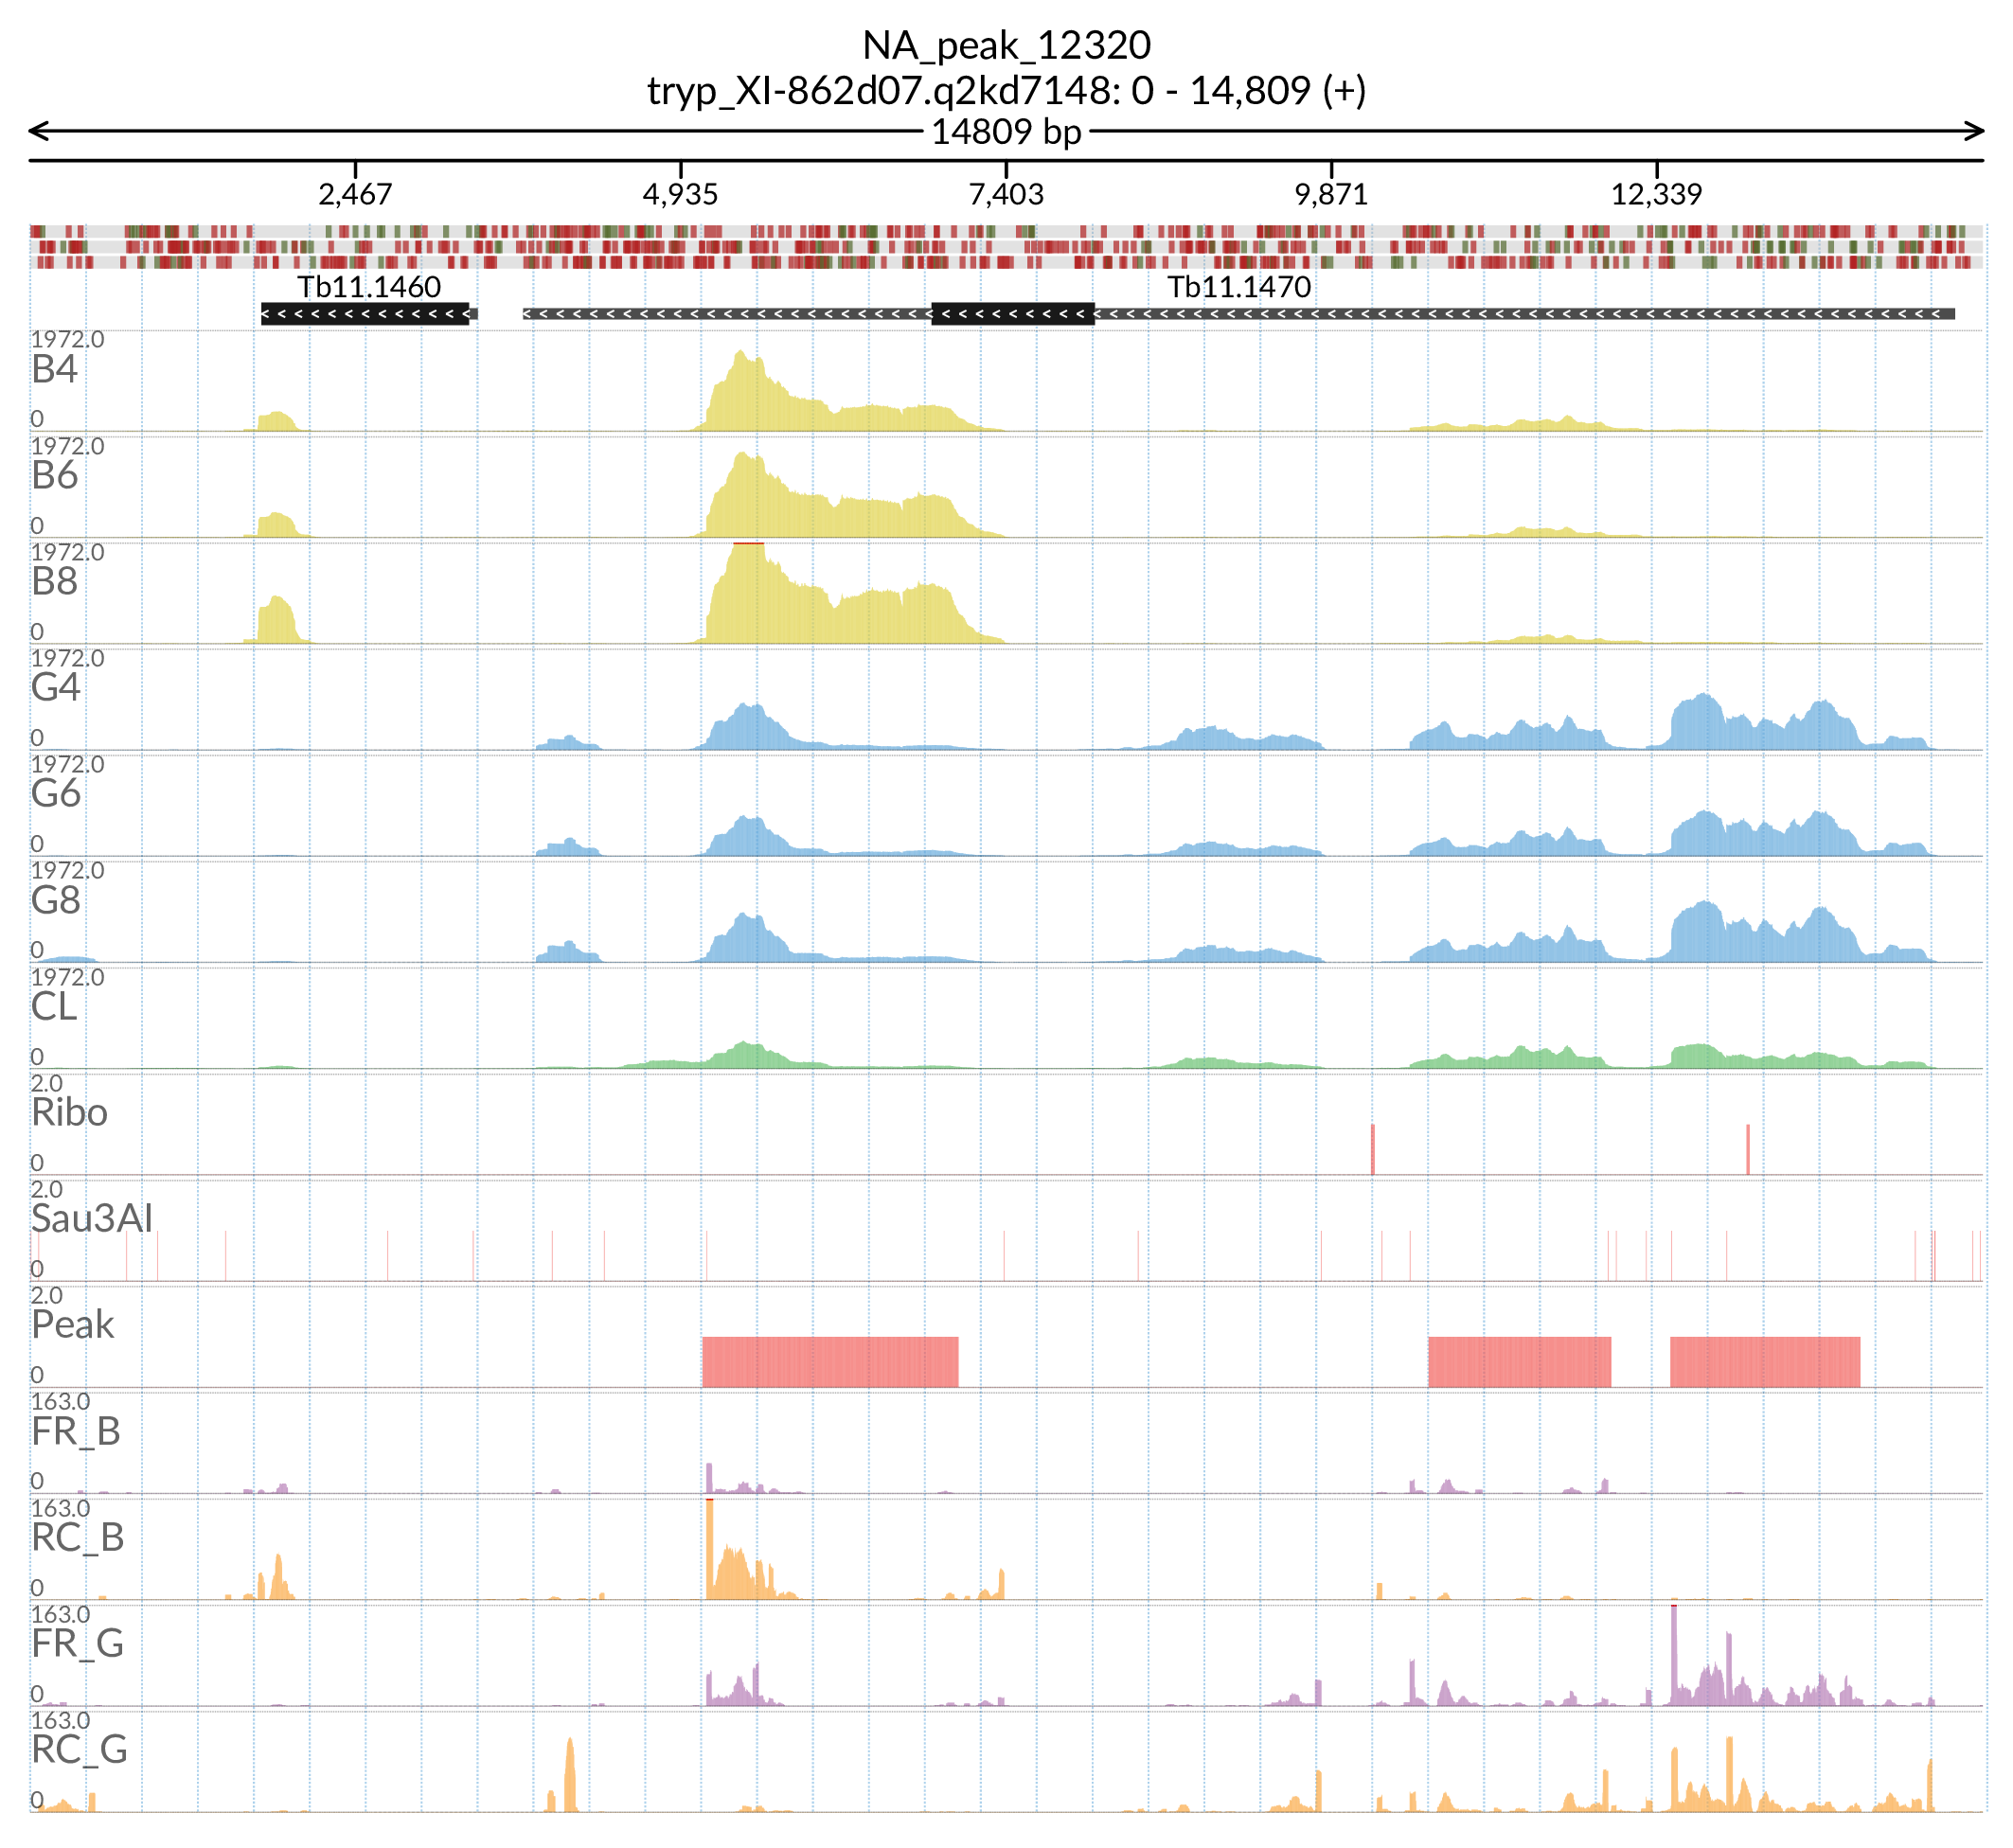 NA_peak_12320
tryp_XI-862d07.q2kd7148: 0 - 14,809 (+)
14809 bp
2,467 4,935 7,403 9,871 12,339
Tb11.1460 Tb11.1470
1972.0
B4
0
1972.0
B6
0
1972.0
B8
0
1972.0
G4
0
1972.0
G6
0
1972.0
G8
0
1972.0
CL
0
2.0
Ribo
0
2.0
Sau3AI
0
2.0
Peak
0
163.0
FR_B
0
163.0
RC_B
0
163.0
FR_G
0
163.0
RC_G
0